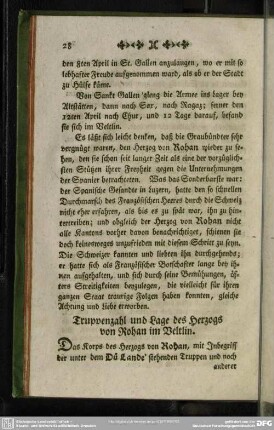 28
den 8ten April in St. Gallen anzulangen, wo er mit so
lebhafter Freude aufgenommen ward, als ob er der Stadt
zu Hülfe käme.
Von Sankt Gallen gieng die Armee ins Lager bey
Altstätten, dann nach Sax, nach Ragaz; ferner den
12ten April nach Chur, und 12 Tage darauf, befand
sie sich im Veltlin.
Es läßt sich leicht denken, daß die Graubündter sehr
vergnügt waren, den Herzog von Rohan wieder zu se-
hen, den sie schon seit langer Zeit als eine der vorzüglich-
sten Stützen ihrer Freyheit gegen die Unternehmungen
der Spanier betrachteten. Was das Sonderbarste war:
der Spanische Gesandte in Luzern, hatte den so schnellen
Durchmarsch des Französischen Heeres durch die Schweiz
nicht eher erfahren, als bis es zu spät war, ihn zu hin-
tertreiben; und obgleich der Herzog von Rohan nicht
alle Kantons vorher davon benachrichtiget, schienen sie
doch keineswegs unzufrieden mit diesem Schritt zu seyn.
Die Schweizer kannten und liebten ihn durchgehends;
er hatte sich als Französischer Botschafter lange bey ih-
nen aufgehalten, und sich durch seine Bemühungen, öf-
ters Streitigkeiten beyzulegen, die vielleicht für ihren
ganzen Staat traurige Folgen haben konnten, gleiche
Achtung und Liebe erworben.
Truppenzahl und Lage des Herzogs
von Rohan im Veltlin.
Das Korps des Herzogs von Rohan, mit Inbegriff
der unter dem Dü Lande stehenden Truppen und noch
anderer